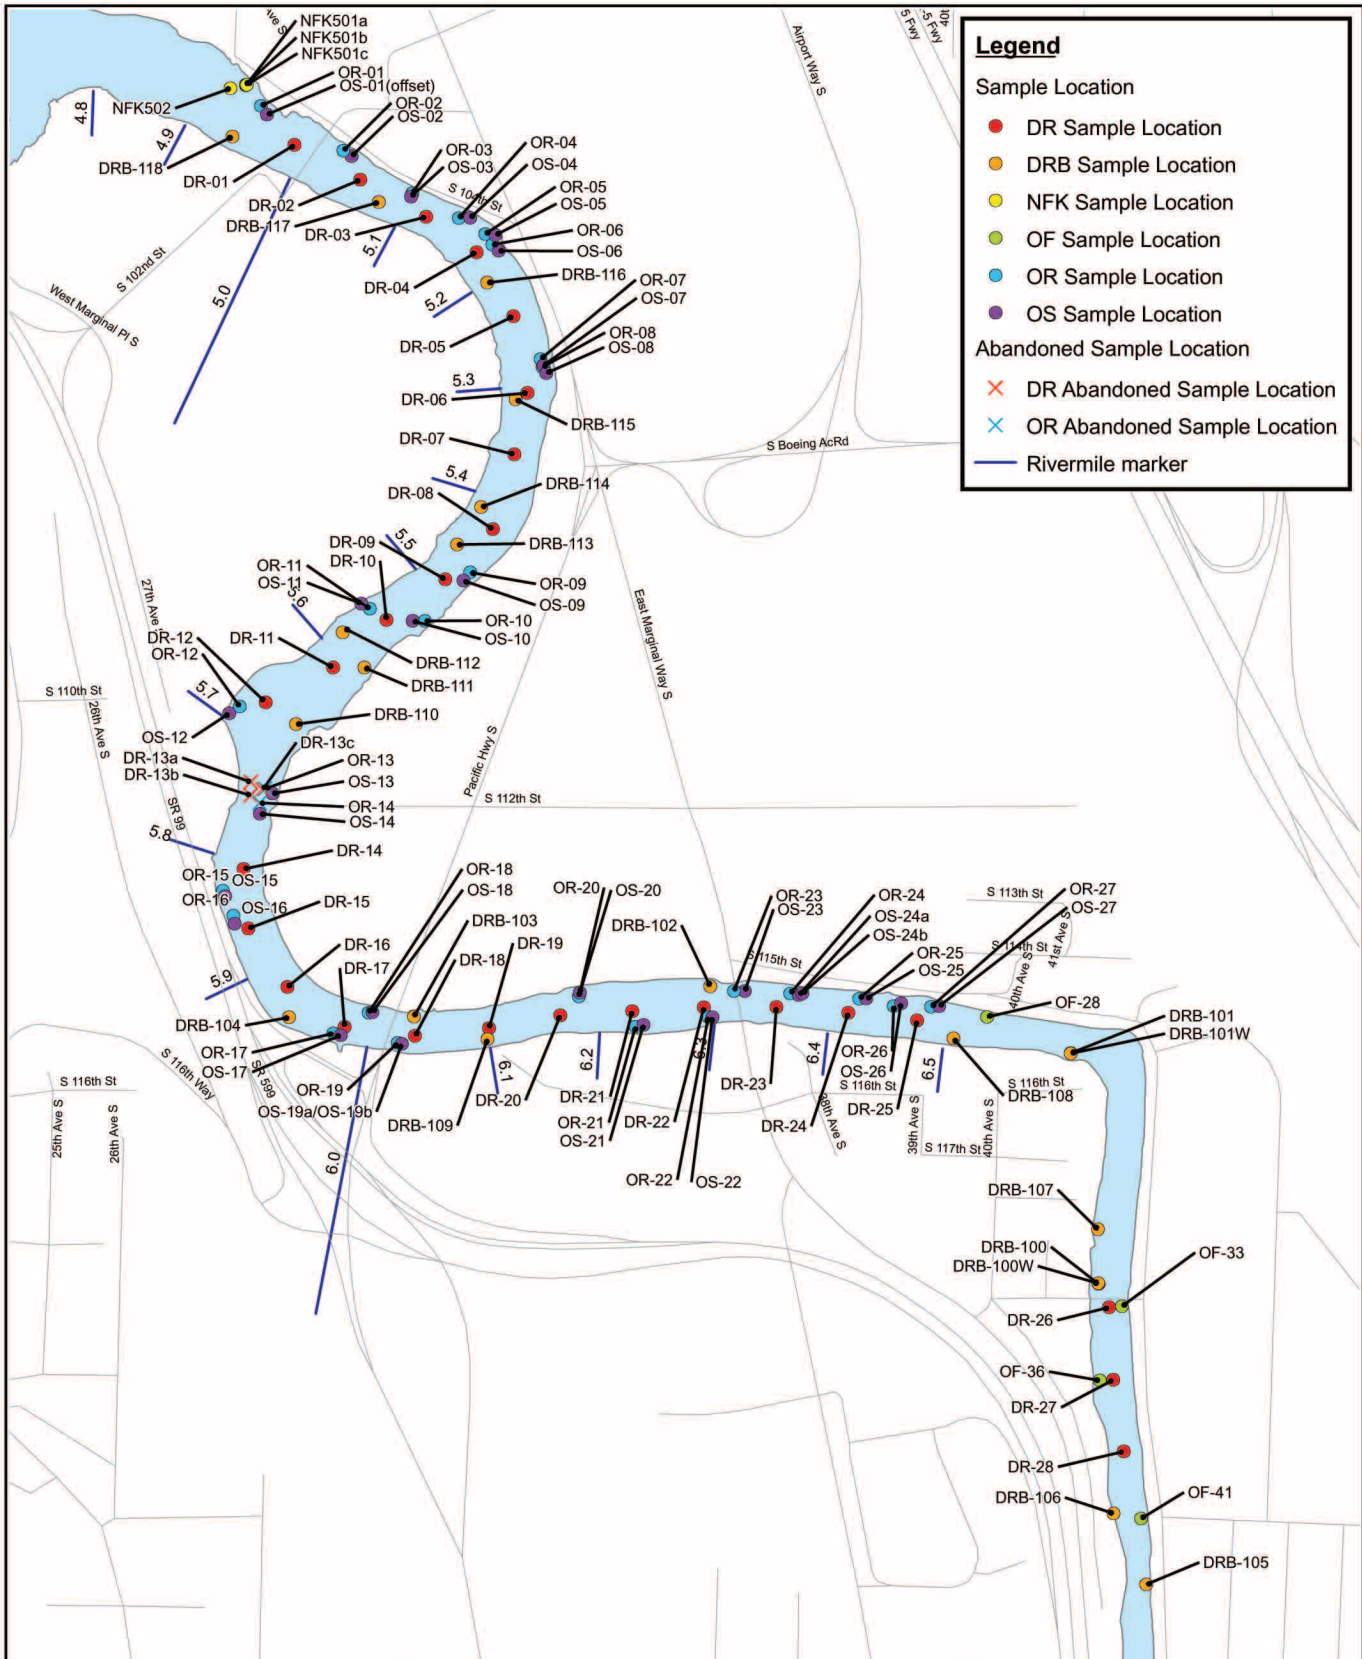 Legend
Sample Location
DR Sample Location
DRB Sample Location
NFK Sample Location
OF Sample Location
OR Sample Location
OS Sample Location
Abandoned Sample Location
DR Abandoned Sample Location
OR Abandoned Sample Location
Rivermile marker
Ave S
Airport Way S
5 Fwy
-5 Fwy
40t
NFK501a
NFK501b
NFK501c
OR-01
OS-01(offset)
OR-02
OS-02
NFK502
4.8
4.9
DRB-118
DR-01
OR-03
OS-03
OR-04
OS-04
S 104th St
OR-05
OS-05
DR-02
DRB-117
DR-03
5.1
OR-06
OS-06
S 102nd St
DR-04
DRB-116
5.0
5.2
OR-07
OS-07
West Marginal Pl S
DR-05
OR-08
OS-08
5.3
DR-06
DRB-115
DR-07
S Boeing AcRd
5.4
DRB-114
DR-08
5.5
DRB-113
DR-09
DR-10
OR-11
OS-11
OR-09
OS-09
5.6
27th Ave
OR-10
OS-10
East Marginal Way S
DR-12
OR-12
DR-11
DRB-112
DRB-111
S 110th St
26th Ave S
5.7
OS-12
DRB-110
DR-13c
DR-13a
DR-13b
OR-13
OS-13
OR-14
OS-14
Pacific Hwy S
S 112th St
SR 99
5.8
DR-14
OR-15
OS-15
OR-16
OS-16
DR-15
OR-18
OS-18
OR-20
OS-20
OR-23
OS-23
OR-24
OS-24a
OS-24b
S 113th St
OR-27
OS-27
DRB-103
DR-19
DRB-102
OR-25
OS-25
S 114th St
41st Ave S
DR-16
DR-17
DR-18
S 115th St
40th Ave S
5.9
OF-28
DRB-104
DRB-101
DRB-101W
OR-17
OS-17
S 116th Way
SR 599
6.2
6.3
6.4
OR-26
OS-26
6.5
S 116th St
OR-19
OS-19a/OS-19b
6.1
DR-20
DR-21
DR-23
S 116th St
S 116th St
DRB-108
DRB-109
OR-21
OS-21
DR-22
DR-24
38th Ave S
DR-25
39th Ave S
40th Ave S
S 117th St
25th Ave S
26th Ave S
6.0
OR-22
OS-22
DRB-107
DRB-100
DRB-100W
OF-33
DR-26
OF-36
DR-27
DR-28
DRB-106
OF-41
DRB-105